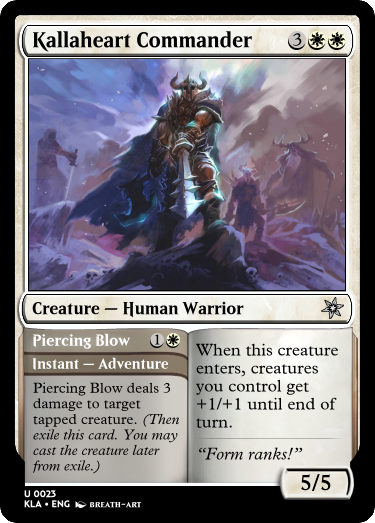 Kallaheart Commander 3
Creature — Human Warrior
Piercing Blow 1
Instant — Adventure
Piercing Blow deals 3
damage to target
tapped creature. (Then
exile this card. You may
cast the creature later
from exile.)
When this creature
enters, creatures
you control get
+1/+1 until end of
turn.
“Form ranks!”
5/5
U 0023
KLA • ENG BREATH-ART